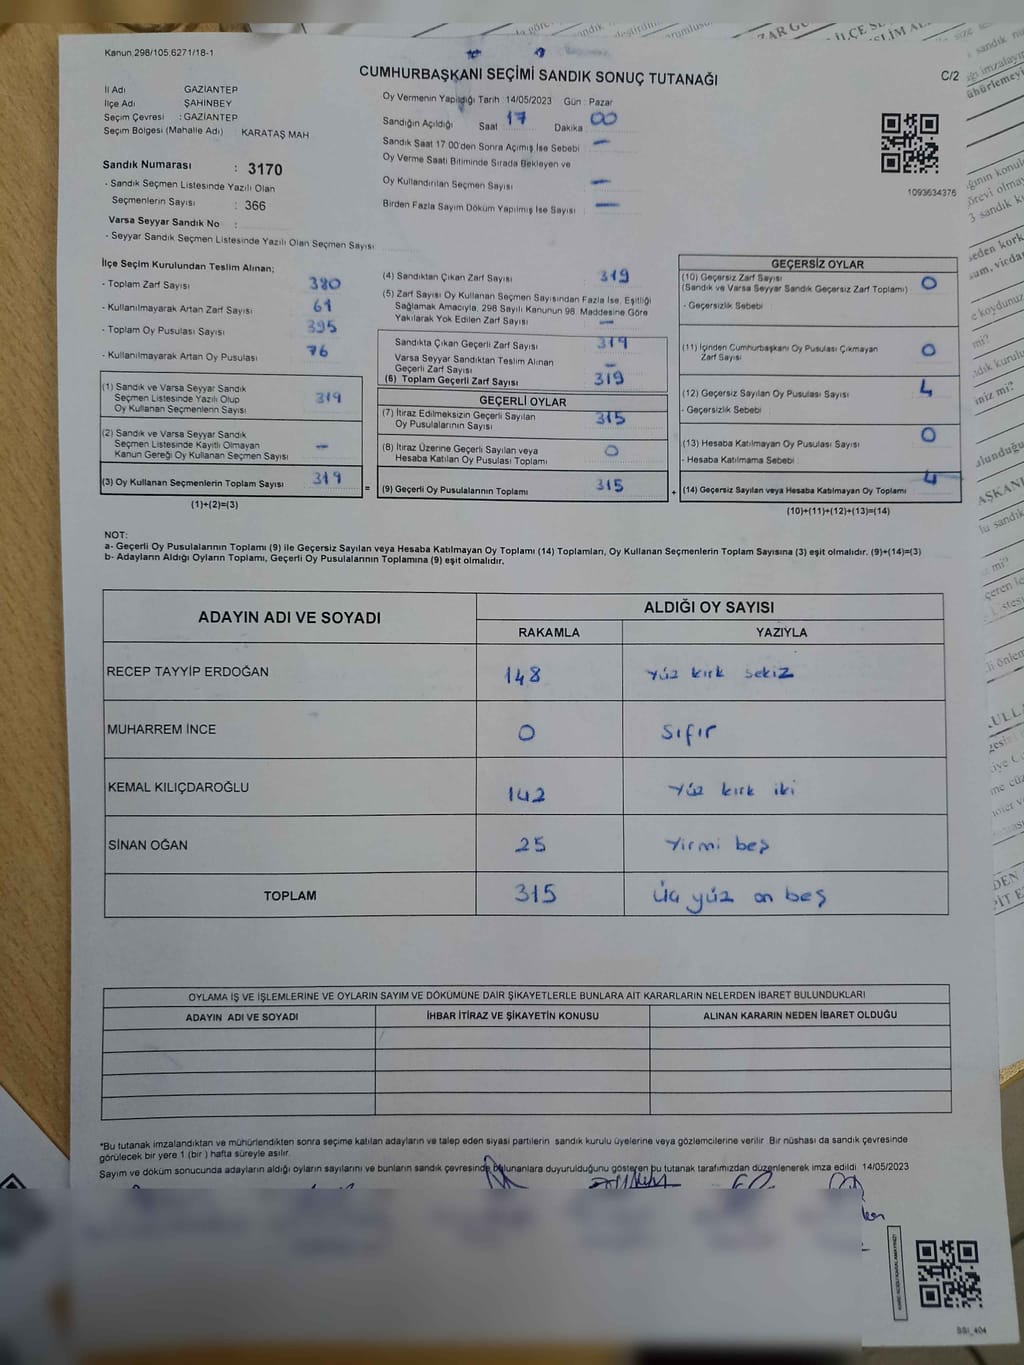 Kanun 298/105,6271/18-1
CUMHURBAŞKANI SEÇİMİ SANDIK SONUÇ TUTANAĞI
C/2
İl Adı GAZİANTEP
İlçe Adı ŞAHİNBEY
Seçim Çevresi : GAZİANTEP
Seçim Bölgesi (Mahalle Adı) KARATAŞ MAH
Sandık Numarası : 3170
- Sandık Seçmen Listesinde Yazılı Olan
Seçmenlerin Sayısı : 366
Varsa Seyyar Sandık No :
- Seyyar Sandık Seçmen Listesinde Yazılı Olan Seçmen Sayısı
Oy Vermenin Yapıldığı Tarih 14/05/2023 Gün : Pazar
Sandığın Açıldığı Saat 17 Dakika 00
Sandık Saat 17 00'den Sonra Açımış İse Sebebi —
Oy Verme Saati Bitiminde Sırada Bekleyen ve
Oy Kullandırılan Seçmen Sayısı —
Birden Fazla Sayım Döküm Yapılmış İse Sayısı —
1093634376
İlçe Seçim Kurulundan Teslim Alınan;
- Toplam Zarf Sayısı 380
- Kullanılmayarak Artan Zarf Sayısı 61
- Toplam Oy Pusulası Sayısı 395
- Kullanılmayarak Artan Oy Pusulası 76
(1) Sandık ve Varsa Seyyar Sandık
Seçmen Listesinde Yazılı Olup
Oy Kullanan Seçmenlerin Sayısı 319
(2) Sandık ve Varsa Seyyar Sandık
Seçmen Listesinde Kayıtlı Olmayan
Kanun Gereği Oy Kullanan Seçmen Sayısı —
(3) Oy Kullanan Seçmenlerin Toplam Sayısı 319
(1)+(2)=(3)
=
(4) Sandıktan Çıkan Zarf Sayısı 319
(5) Zarf Sayısı Oy Kullanan Seçmen Sayısından Fazla İse, Eşitliği
Sağlamak Amacıyla, 298 Sayılı Kanunun 98. Maddesine Göre
Yakılarak Yok Edilen Zarf Sayısı —
Sandıkta Çıkan Geçerli Zarf Sayısı 319
Varsa Seyyar Sandıktan Teslim Alınan
Geçerli Zarf Sayısı —
(6) Toplam Geçerli Zarf Sayısı 319
GEÇERLİ OYLAR
(7) İtiraz Edilmeksizin Geçerli Sayılan
Oy Pusulalarının Sayısı 315
(8) İtiraz Üzerine Geçerli Sayılan veya
Hesaba Katılan Oy Pusulası Toplamı 0
(9) Geçerli Oy Pusulalarının Toplamı 315
+
GEÇERSİZ OYLAR
(10) Geçersiz Zarf Sayısı
(Sandık ve Varsa Seyyar Sandık Geçersiz Zarf Toplamı) 0
- Geçersizlik Sebebi
(11) İçinden Cumhurbaşkanı Oy Pusulası Çıkmayan
Zarf Sayısı 0
(12) Geçersiz Sayılan Oy Pusulası Sayısı 4
- Geçersizlik Sebebi
(13) Hesaba Katılmayan Oy Pusulası Sayısı 0
- Hesaba Katılmama Sebebi
(14) Geçersiz Sayılan veya Hesaba Katılmayan Oy Toplamı 4
(10)+(11)+(12)+(13)=(14)
NOT:
a- Geçerli Oy Pusulalarının Toplamı (9) ile Geçersiz Sayılan veya Hesaba Katılmayan Oy Toplamı (14) Toplamları, Oy Kullanan Seçmenlerin Toplam Sayısına (3) eşit olmalıdır. (9)+(14)=(3)
b- Adayların Aldığı Oyların Toplamı, Geçerli Oy Pusulalarının Toplamına (9) eşit olmalıdır.
ADAYIN ADI VE SOYADI ALDIĞI OY SAYISI
RAKAMLA YAZIYLA
RECEP TAYYİP ERDOĞAN 148 Yüz kırk sekiz
MUHARREM İNCE 0 Sıfır
KEMAL KILIÇDAROĞLU 142 Yüz kırk iki
SİNAN OĞAN 25 Yirmi beş
TOPLAM 315 Üç yüz on beş
OYLAMA İŞ VE İŞLEMLERİNE VE OYLARIN SAYIM VE DÖKÜMÜNE DAİR ŞİKAYETLERLE BUNLARA AİT KARARLARIN NELERDEN İBARET BULUNDUKLARI
ADAYIN ADI VE SOYADI İHBAR İTİRAZ VE ŞİKAYETİN KONUSU ALINAN KARARIN NEDEN İBARET OLDUĞU
*Bu tutanak imzalandıktan ve mühürlendikten sonra seçime katılan adayların ve talep eden siyasi partilerin sandık kurulu üyelerine veya gözlemcilerine verilir Bir nüshası da sandık çevresinde
görülecek bir yere 1 (bir ) hafta süreyle asılır.
Sayım ve döküm sonucunda adayların aldığı oyların sayılarını ve bunların sandık çevresinde bulunanlara duyurulduğunu gösteren bu tutanak tarafımızdan düzenlenerek imza edildi 14/05/2023
SSI_404